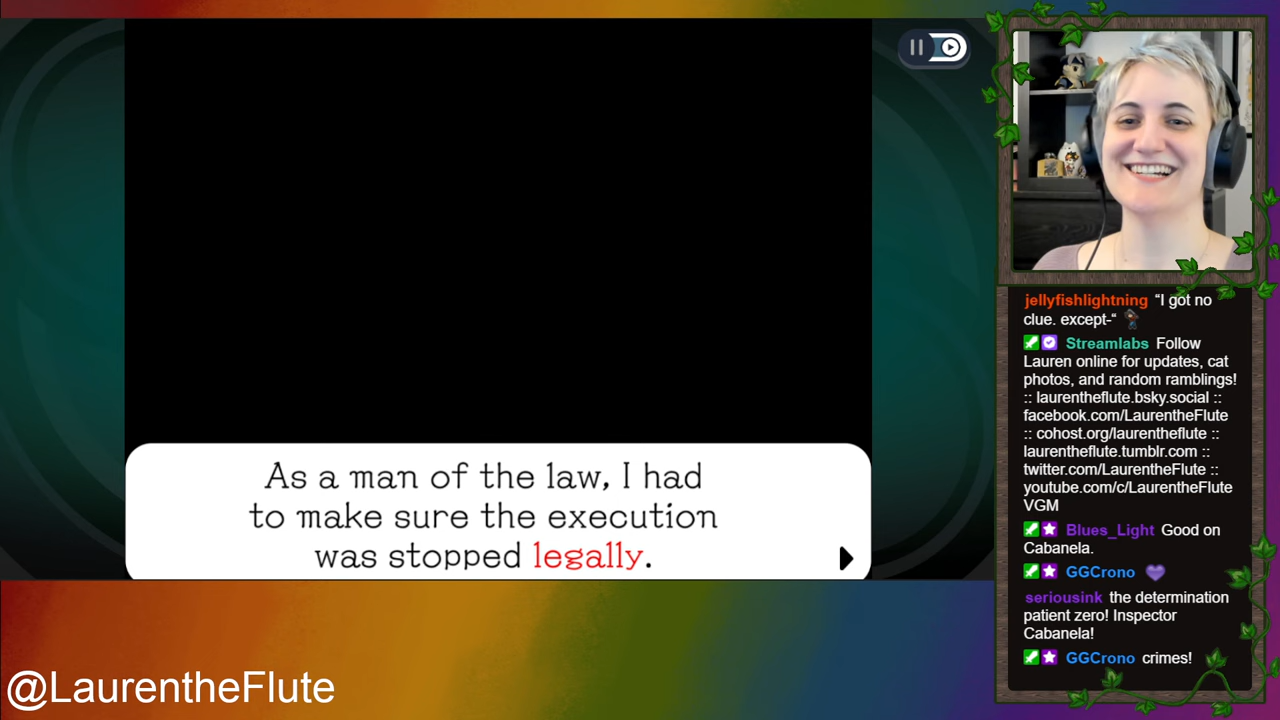 As a man of the law, I had
to make sure the execution
was stopped legally.
jellyfishlightning “I got no
clue. except-“
Streamlabs Follow
Lauren online for updates, cat
photos, and random ramblings!
:: laurentheflute.bsky.social ::
facebook.com/LaurentheFlute
:: cohost.org/laurentheflute ::
laurentheflute.tumblr.com ::
twitter.com/LaurentheFlute ::
youtube.com/c/LaurentheFlute
VGM
Blues_Light Good on
Cabanela.
GGCrono
seriousink the determination
patient zero! Inspector
Cabanela!
GGCrono crimes!
@LaurentheFlute